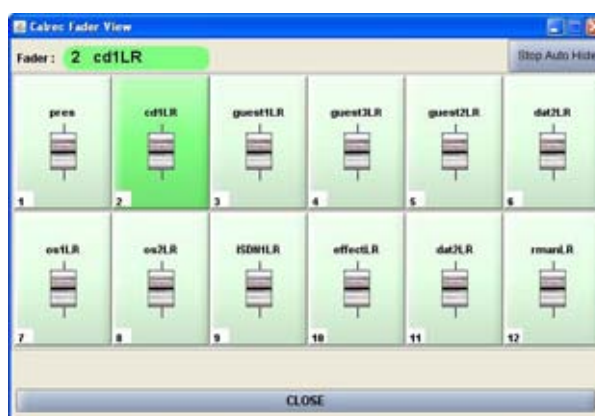 Calrec Fader View
Fader : 2 cd1LR
Stop Auto Hide
pres cd1LR guest1LR guest3LR guest2LR dat2LR
1 2 3 4 5 6
os1LR os2LR ISDN1LR effectLR dat2LR rmanLR
7 8 9 10 11 12
CLOSE